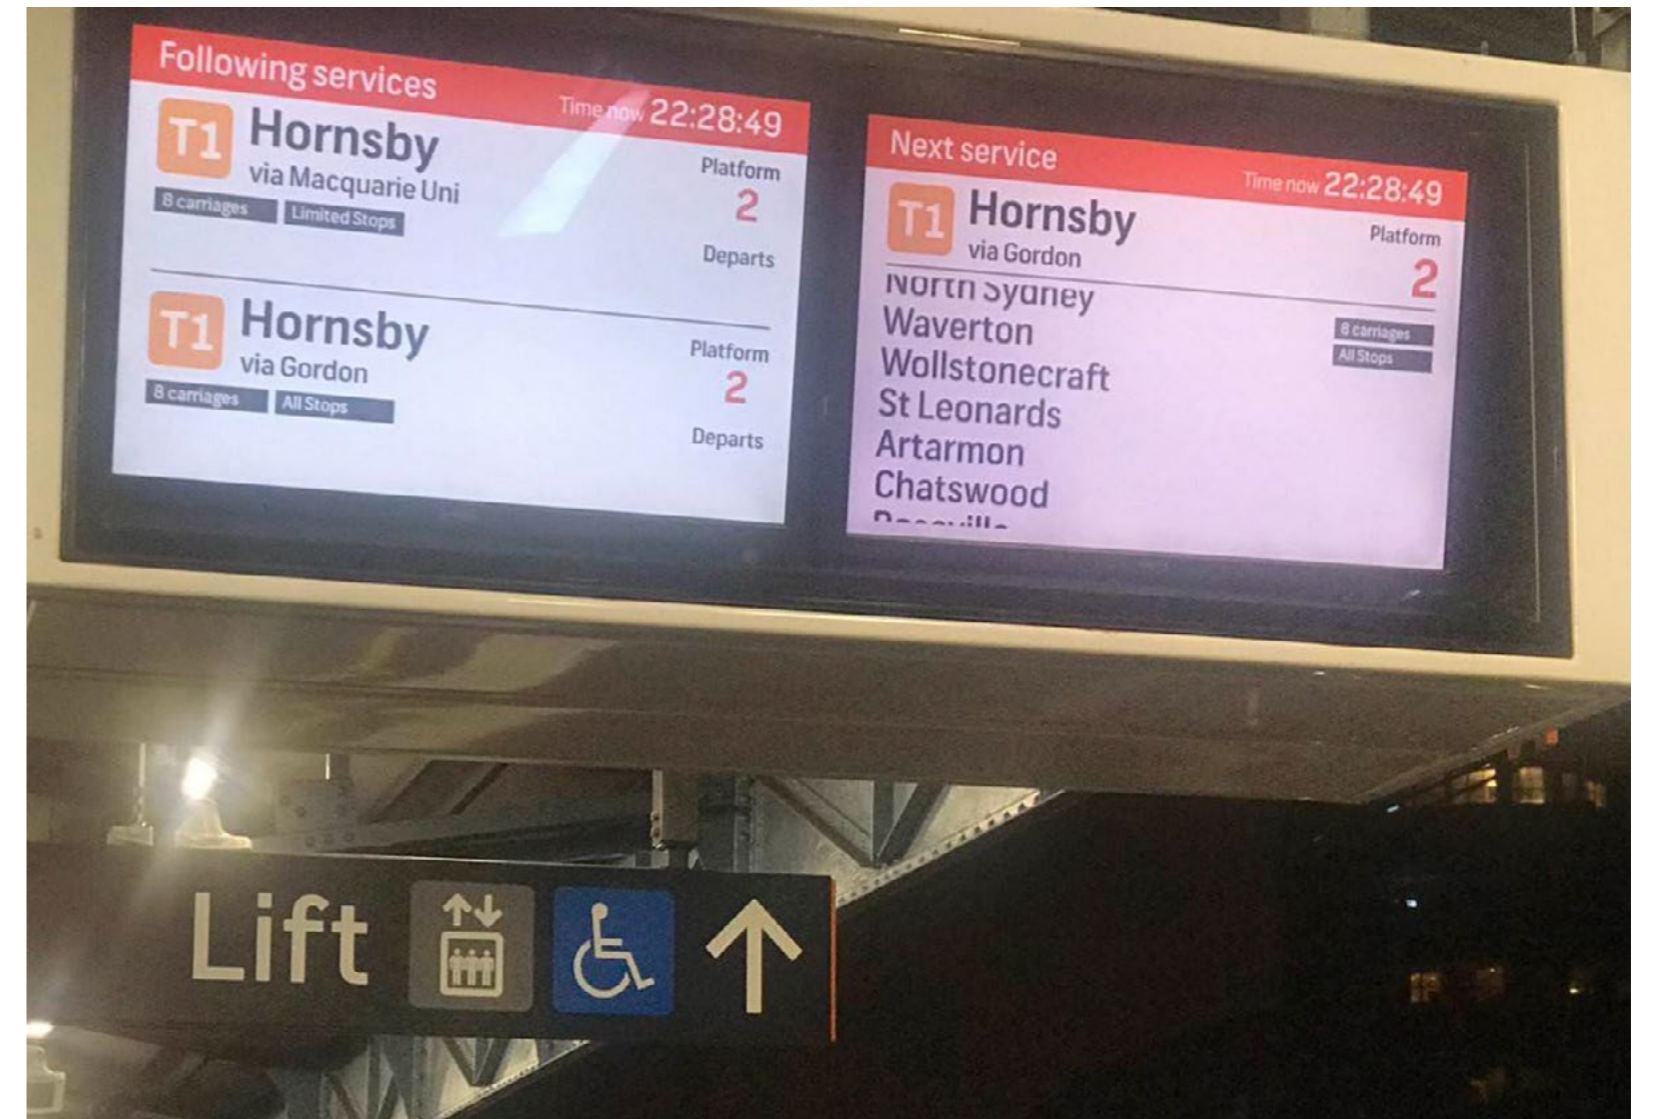 Following services
Time now 22:28:49
T1 Hornsby
via Macquarie Uni
8 carriages Limited Stops
Platform
2
Departs
T1 Hornsby
via Gordon
8 carriages All Stops
Platform
2
Departs
Next service
Time now 22:28:49
T1 Hornsby
via Gordon
Platform
2
North Sydney
Waverton
Wollstonecraft
St Leonards
Artarmon
Chatswood
8 carriages
All Stops
Lift